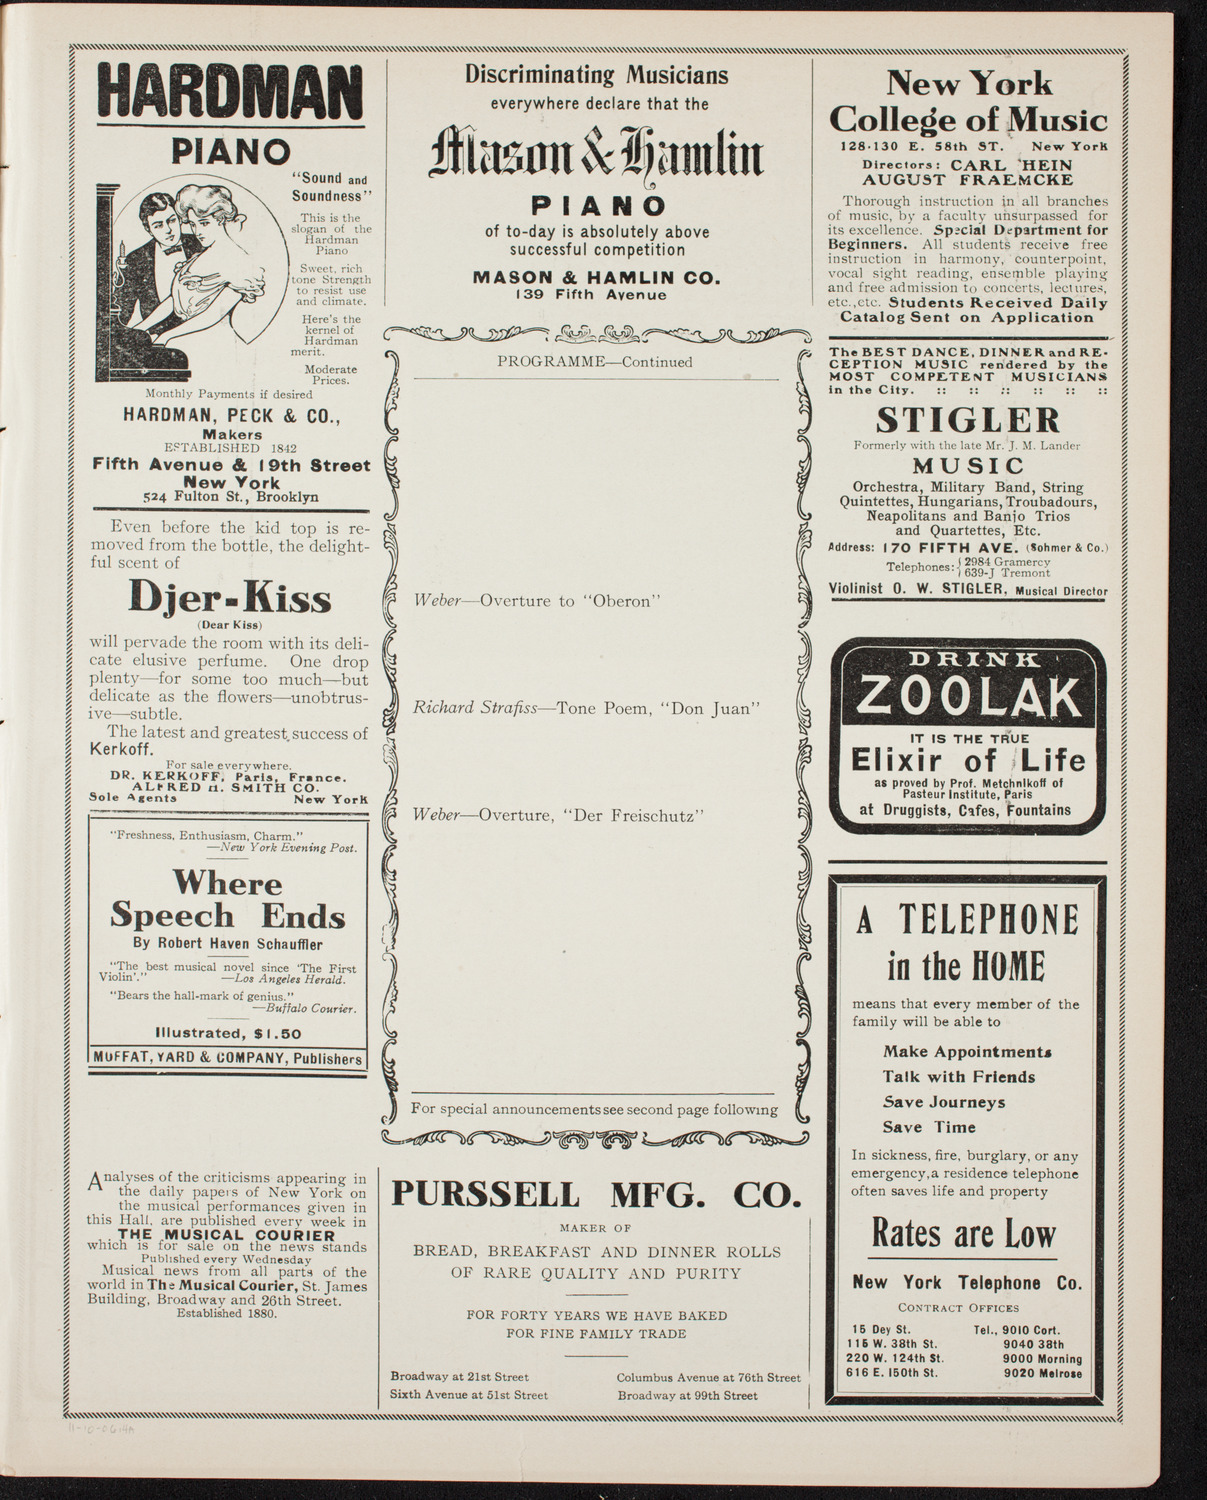 HARDMAN
PIANO
"Sound and
Soundness"
This is the
slogan of the
Hardman
Piano
Sweet, rich
tone Strength
to resist use
and climate.
Here's the
kernel of
Hardman
merit.
Moderate
Prices.
Monthly Payments if desired
HARDMAN, PECK & CO.,
Makers
ESTABLISHED 1842
Fifth Avenue & 19th Street
New York
524 Fulton St., Brooklyn
Even before the kid top is re-
moved from the bottle, the delight-
ful scent of
Djer-Kiss
(Dear Kiss)
will pervade the room with its deli-
cate elusive perfume. One drop
plenty—for some too much—but
delicate as the flowers—unobtrus-
ive—subtle.
The latest and greatest success of
Kerkoff.
For sale everywhere.
DR. KERKOFF, Paris, France.
ALFRED H. SMITH CO.
Sole Agents New York
"Freshness, Enthusiasm, Charm."
—New York Evening Post.
Where
Speech Ends
By Robert Haven Schauffler
"The best musical novel since 'The First
Violin'." —Los Angeles Herald.
"Bears the hall-mark of genius."
—Buffalo Courier.
Illustrated, $1.50
MOFFAT, YARD & COMPANY, Publishers
Analyses of the criticisms appearing in
the daily papers of New York on
the musical performances given in
this Hall, are published every week in
THE MUSICAL COURIER
which is for sale on the news stands
Published every Wednesday
Musical news from all parts of the
world in The Musical Courier, St. James
Building, Broadway and 26th Street.
Established 1880.
Discriminating Musicians
everywhere declare that the
Mason & Hamlin
PIANO
of to-day is absolutely above
successful competition
MASON & HAMLIN CO.
139 Fifth Avenue
PROGRAMME—Continued
Weber—Overture to "Oberon"
Richard Strafiss—Tone Poem, "Don Juan"
Weber—Overture, "Der Freischutz"
For special announcements see second page following
PURSSELL MFG. CO.
MAKER OF
BREAD, BREAKFAST AND DINNER ROLLS
OF RARE QUALITY AND PURITY
FOR FORTY YEARS WE HAVE BAKED
FOR FINE FAMILY TRADE
Broadway at 21st Street Columbus Avenue at 76th Street
Sixth Avenue at 51st Street Broadway at 99th Street
New York
College of Music
128-130 E. 58th ST. New York
Directors: CARL HEIN
AUGUST FRAEMCKE
Thorough instruction in all branches
of music, by a faculty unsurpassed for
its excellence. Special Department for
Beginners. All students receive free
instruction in harmony, counterpoint,
vocal sight reading, ensemble playing
and free admission to concerts, lectures,
etc., etc. Students Received Daily
Catalog Sent on Application
The BEST DANCE, DINNER and RE-
CEPTION MUSIC rendered by the
MOST COMPETENT MUSICIANS
in the City. :: :: :: :: :: ::
STIGLER
Formerly with the late Mr. J. M. Lander
MUSIC
Orchestra, Military Band, String
Quintettes, Hungarians, Troubadours,
Neapolitans and Banjo Trios
and Quartettes, Etc.
Address: 170 FIFTH AVE. (Sohmer & Co.)
Telephones: { 2984 Gramercy
639-J Tremont
Violinist O. W. STIGLER, Musical Director
DRINK
ZOOLAK
IT IS THE TRUE
Elixir of Life
as proved by Prof. Metchnikoff of
Pasteur Institute, Paris
at Druggists, Cafes, Fountains
A TELEPHONE
in the HOME
means that every member of the
family will be able to
Make Appointments
Talk with Friends
Save Journeys
Save Time
In sickness, fire, burglary, or any
emergency, a residence telephone
often saves life and property
Rates are Low
New York Telephone Co.
CONTRACT OFFICES
15 Dey St. Tel., 9010 Cort.
115 W. 38th St. 9040 38th
220 W. 124th St. 9000 Morning
616 E. 150th St. 9020 Melrose